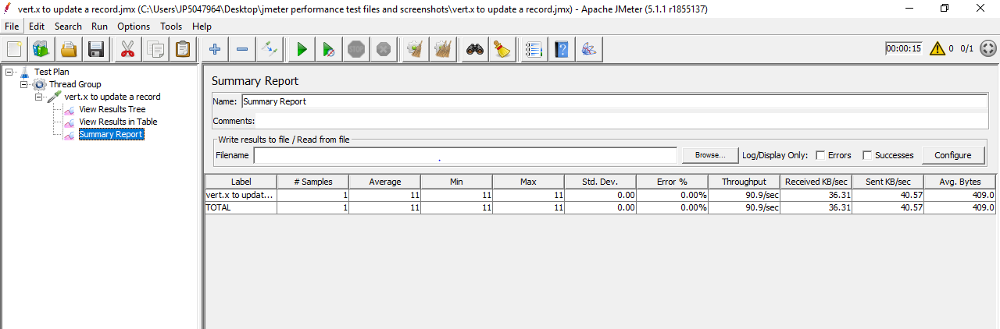 vert.x to update a record.jmx (C:\Users\JP5047964\Desktop\jmeter performance test files and screenshots\vert.x to update a record.jmx) - Apache JMeter (5.1.1 r1855137)
File Edit Search Run Options Tools Help
STOP 00:00:15 0 0/1
Test Plan
Thread Group
vert.x to update a record
View Results Tree
View Results in Table
Summary Report
Summary Report
Name: Summary Report
Comments:
Write results to file / Read from file
Filename Browse... Log/Display Only: Errors Successes Configure
Label # Samples Average Min Max Std. Dev. Error % Throughput Received KB/sec Sent KB/sec Avg. Bytes
vert.x to updat... 1 11 11 11 0.00 0.00% 90.9/sec 36.31 40.57 409.0
TOTAL 1 11 11 11 0.00 0.00% 90.9/sec 36.31 40.57 409.0